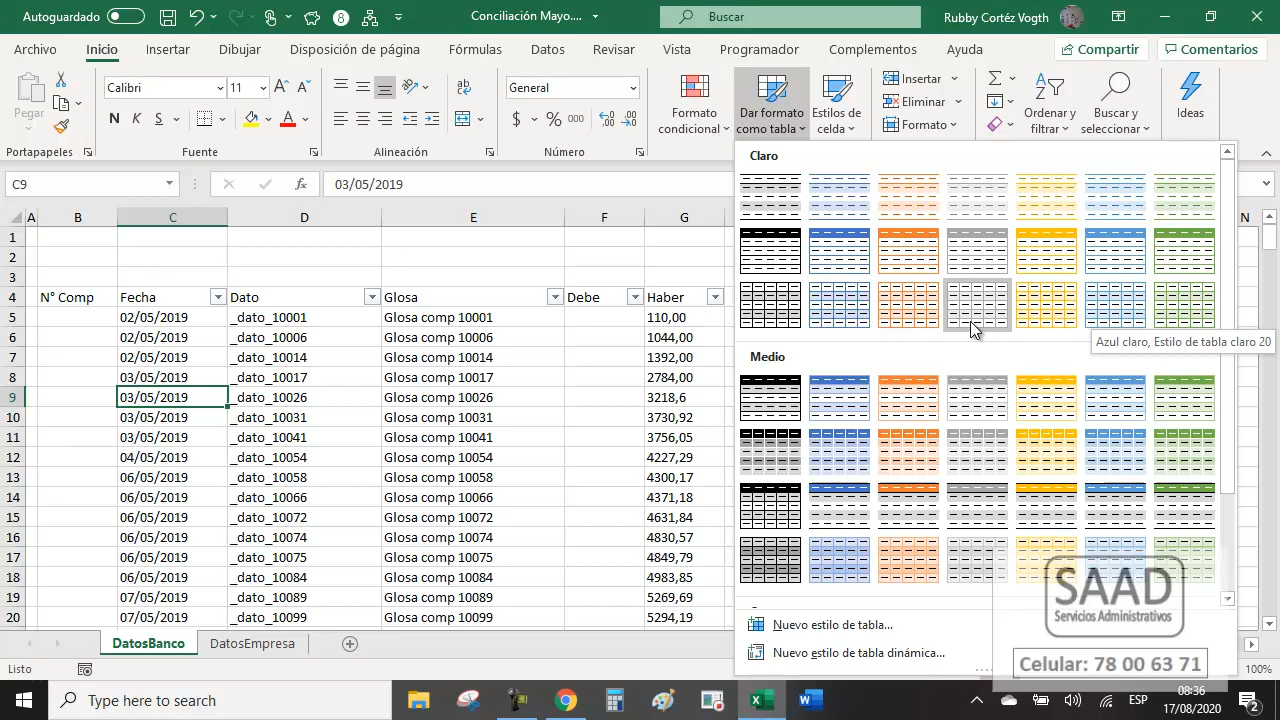 Autoguardado
8
Conciliación Mayo....
Buscar
Rubby Cortéz Vogth
Archivo
Inicio
Insertar
Dibujar
Disposición de página
Fórmulas
Datos
Revisar
Vista
Programador
Complementos
Ayuda
Compartir
Comentarios
Pegar
Calibri
11
N K S
General
$ % 000
Formato condicional
Dar formato como tabla
Estilos de celda
Insertar
Eliminar
Formato
Ordenar y filtrar
Buscar y seleccionar
Ideas
Portapapeles
Fuente
Alineación
Número
C9
fx
03/05/2019
A B C D E F G N
1
2
3
4 N° Comp Fecha Dato Glosa Debe Haber
5 02/05/2019 _dato_10001 Glosa comp 10001 110,00
6 02/05/2019 _dato_10006 Glosa comp 10006 1044,00
7 02/05/2019 _dato_10014 Glosa comp 10014 1392,00
8 03/05/2019 _dato_10017 Glosa comp 10017 2784,00
9 03/05/2019 _dato_10026 Glosa comp 10026 3218,6
10 03/05/2019 _dato_10031 Glosa comp 10031 3730,92
11 03/05/2019 _dato_10041 Glosa comp 10041 3756,05
12 04/05/2019 _dato_10054 Glosa comp 10054 4227,29
13 06/05/2019 _dato_10058 Glosa comp 10058 4300,17
14 06/05/2019 _dato_10066 Glosa comp 10066 4371,18
15 06/05/2019 _dato_10072 Glosa comp 10072 4631,84
16 06/05/2019 _dato_10074 Glosa comp 10074 4830,57
17 06/05/2019 _dato_10075 Glosa comp 10075 4849,79
18 06/05/2019 _dato_10084 Glosa comp 10084 4983,85
19 07/05/2019 _dato_10089 Glosa comp 10089 5269,69
20 07/05/2019 _dato_10099 Glosa comp 10099 5294,19
Claro
Azul claro, Estilo de tabla claro 20
Medio
Nuevo estilo de tabla...
Nuevo estilo de tabla dinámica...
SAAD
Servicios Administrativos
Celular: 78 00 63 71
DatosBanco
DatosEmpresa
Listo
100%
Type here to search
ESP
08:36
17/08/2020
2